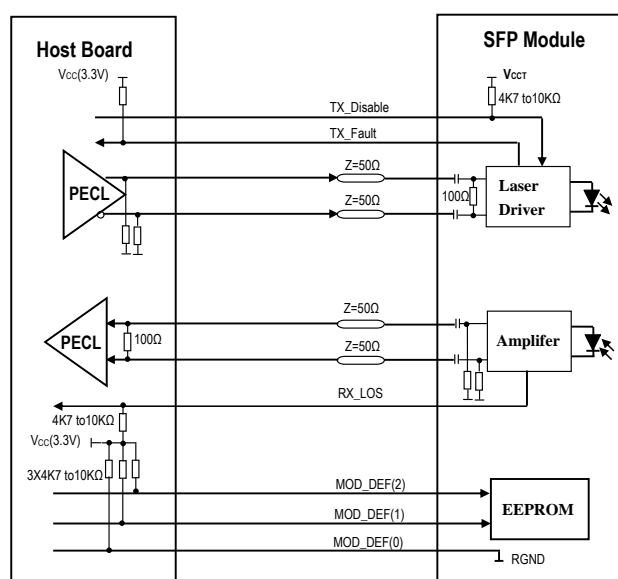 Host Board
SFP Module
Vcc(3.3V)
VCCT
4K7 to10KΩ
TX_Disable
TX_Fault
PECL
Z=50Ω
Z=50Ω
100Ω
Laser
Driver
PECL
100Ω
Z=50Ω
Z=50Ω
Amplifer
RX_LOS
4K7 to10KΩ
Vcc(3.3V)
3X4K7 to10KΩ
MOD_DEF(2)
MOD_DEF(1)
MOD_DEF(0)
EEPROM
RGND